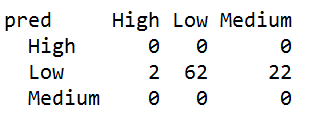 pred     High Low Medium
  High      0   0      0
  Low       2  62     22
  Medium    0   0      0